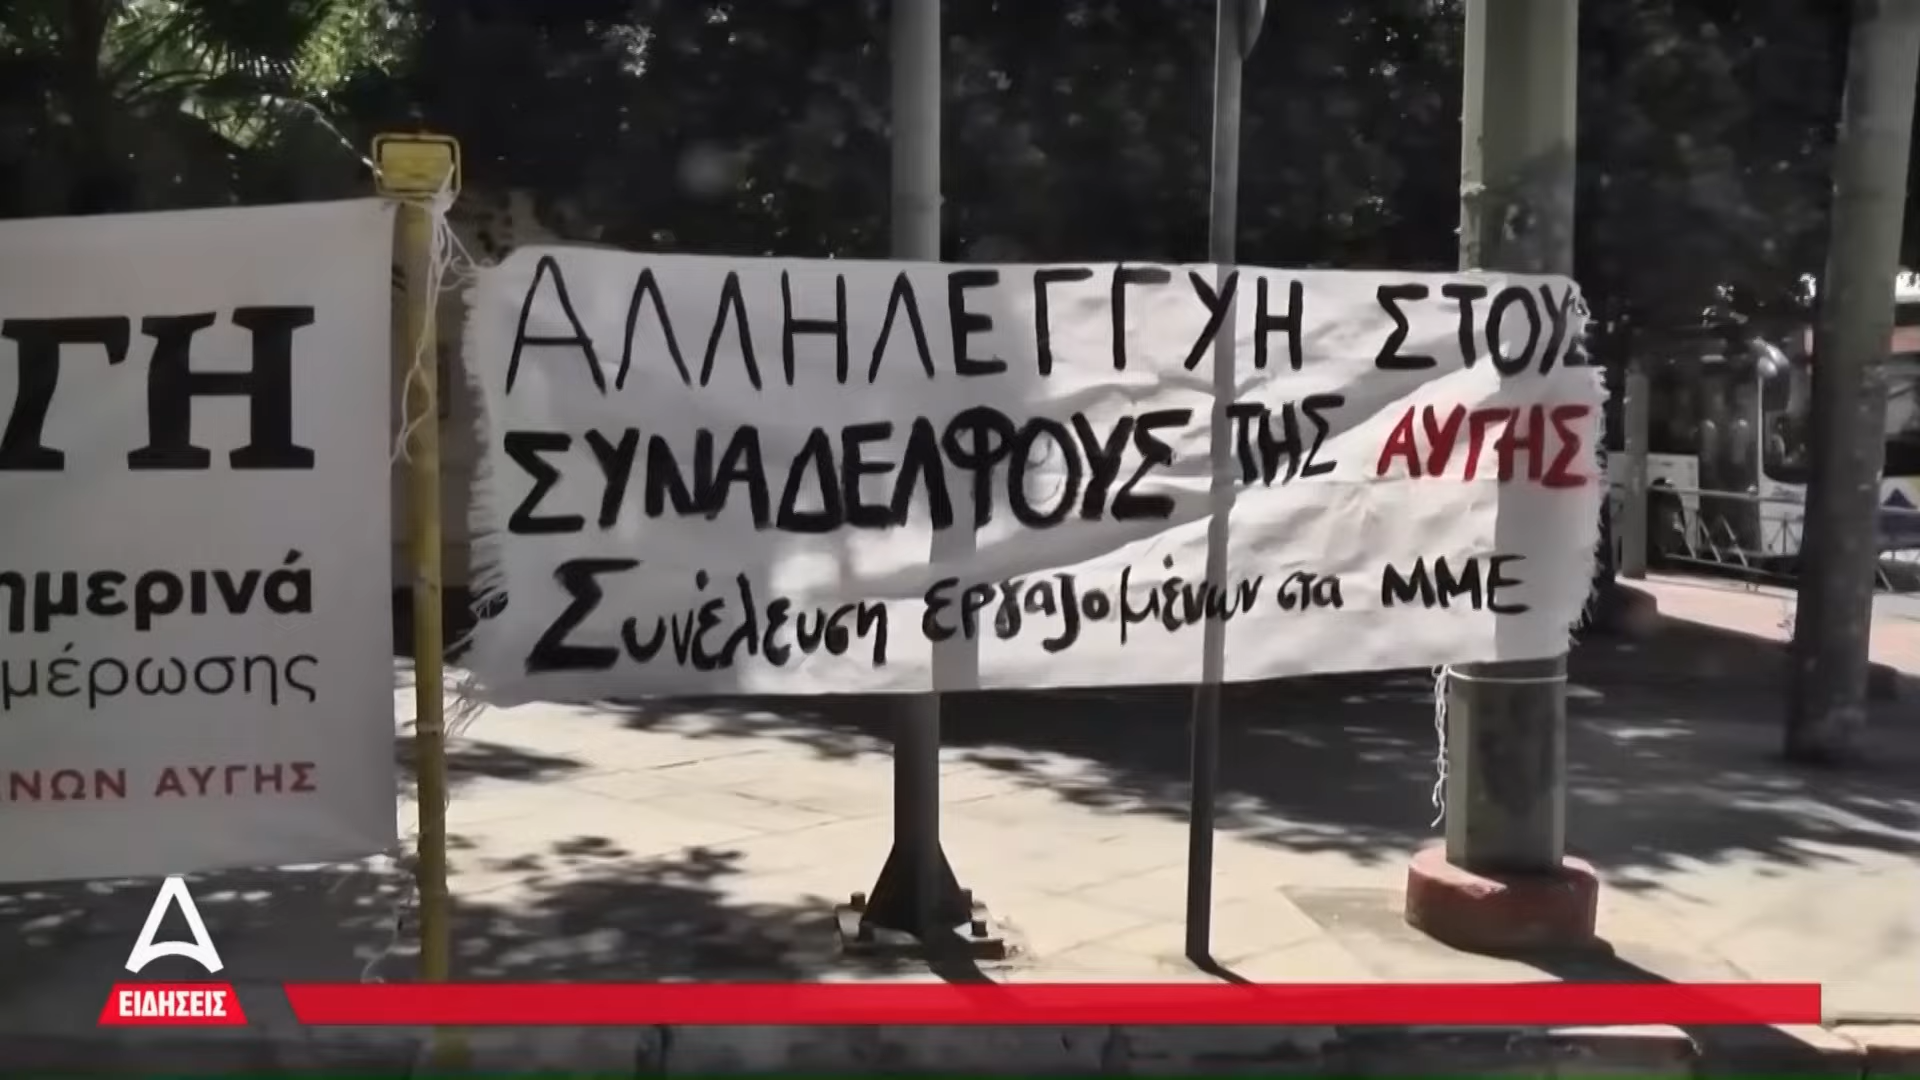 ΓΗ
ημερινά
μέρωσης
ΝΩΝ ΑΥΓΗΣ
ΑΛΛΗΛΕΓΓΥΗ ΣΤΟΥΣ
ΣΥΝΑΔΕΛΦΟΥΣ ΤΗΣ ΑΥΓΗΣ
Συνέλευση εργαζομένων στα ΜΜΕ
ΕΙΔΗΣΕΙΣ